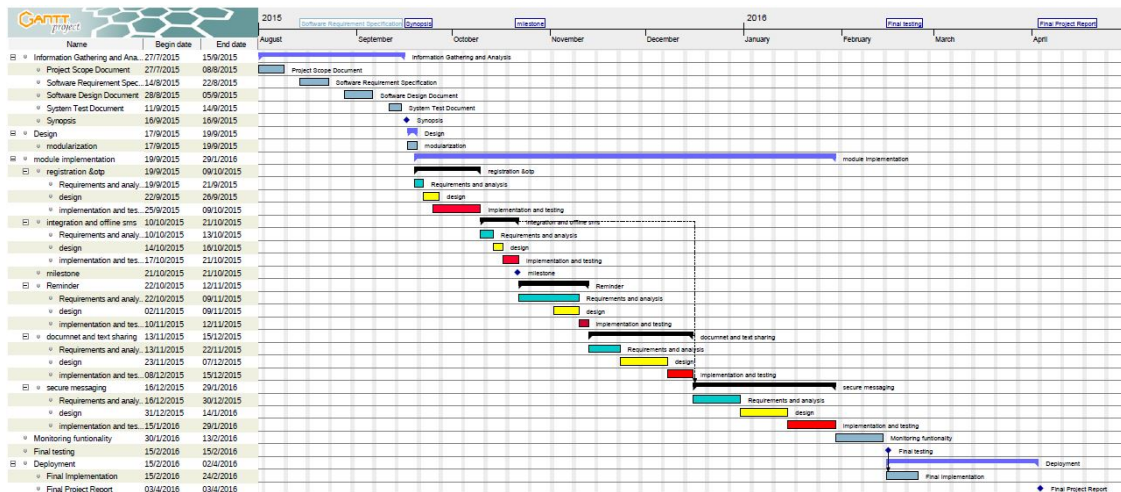 GANTT project
2015
2016
Software Requirement Specification
Synopsis
milestone
Final testing
Final Project Report
Name Begin date End date
August September October November December January February March April
Information Gathering and Ana... 27/7/2015 15/9/2015 Information Gathering and Analysis
Project Scope Document 27/7/2015 08/8/2015 Project Scope Document
Software Requirement Spec... 14/8/2015 22/8/2015 Software Requirement Specification
Software Design Document 28/8/2015 05/9/2015 Software Design Document
System Test Document 11/9/2015 14/9/2015 System Test Document
Synopsis 16/9/2015 16/9/2015 Synopsis
Design 17/9/2015 19/9/2015 Design
modularization 17/9/2015 19/9/2015 modularization
module implementation 19/9/2015 29/1/2016 module implementation
registration &otp 19/9/2015 09/10/2015 registration &otp
Requirements and analy... 19/9/2015 21/9/2015 Requirements and analysis
design 22/9/2015 26/9/2015 design
implementation and tes... 25/9/2015 09/10/2015 implementation and testing
integration and offline sms 10/10/2015 21/10/2015 integration and offline sms
Requirements and analy... 10/10/2015 13/10/2015 Requirements and analysis
design 14/10/2015 16/10/2015 design
implementation and tes... 17/10/2015 21/10/2015 implementation and testing
milestone 21/10/2015 21/10/2015 milestone
Reminder 22/10/2015 12/11/2015 Reminder
Requirements and analy... 22/10/2015 09/11/2015 Requirements and analysis
design 02/11/2015 09/11/2015 design
implementation and tes... 10/11/2015 12/11/2015 implementation and testing
documnet and text sharing 13/11/2015 15/12/2015 documnet and text sharing
Requirements and analy... 13/11/2015 22/11/2015 Requirements and analysis
design 23/11/2015 07/12/2015 design
implementation and tes... 08/12/2015 15/12/2015 implementation and testing
secure messaging 16/12/2015 29/1/2016 secure messaging
Requirements and analy... 16/12/2015 30/12/2015 Requirements and analysis
design 31/12/2015 14/1/2016 design
implementation and tes... 15/1/2016 29/1/2016 implementation and testing
Monitoring funtionality 30/1/2016 13/2/2016 Monitoring funtionality
Final testing 15/2/2016 15/2/2016 Final testing
Deployment 15/2/2016 02/4/2016 Deployment
Final Implementation 15/2/2016 24/2/2016 Final Implementation
Final Project Report 03/4/2016 03/4/2016 Final Project Report